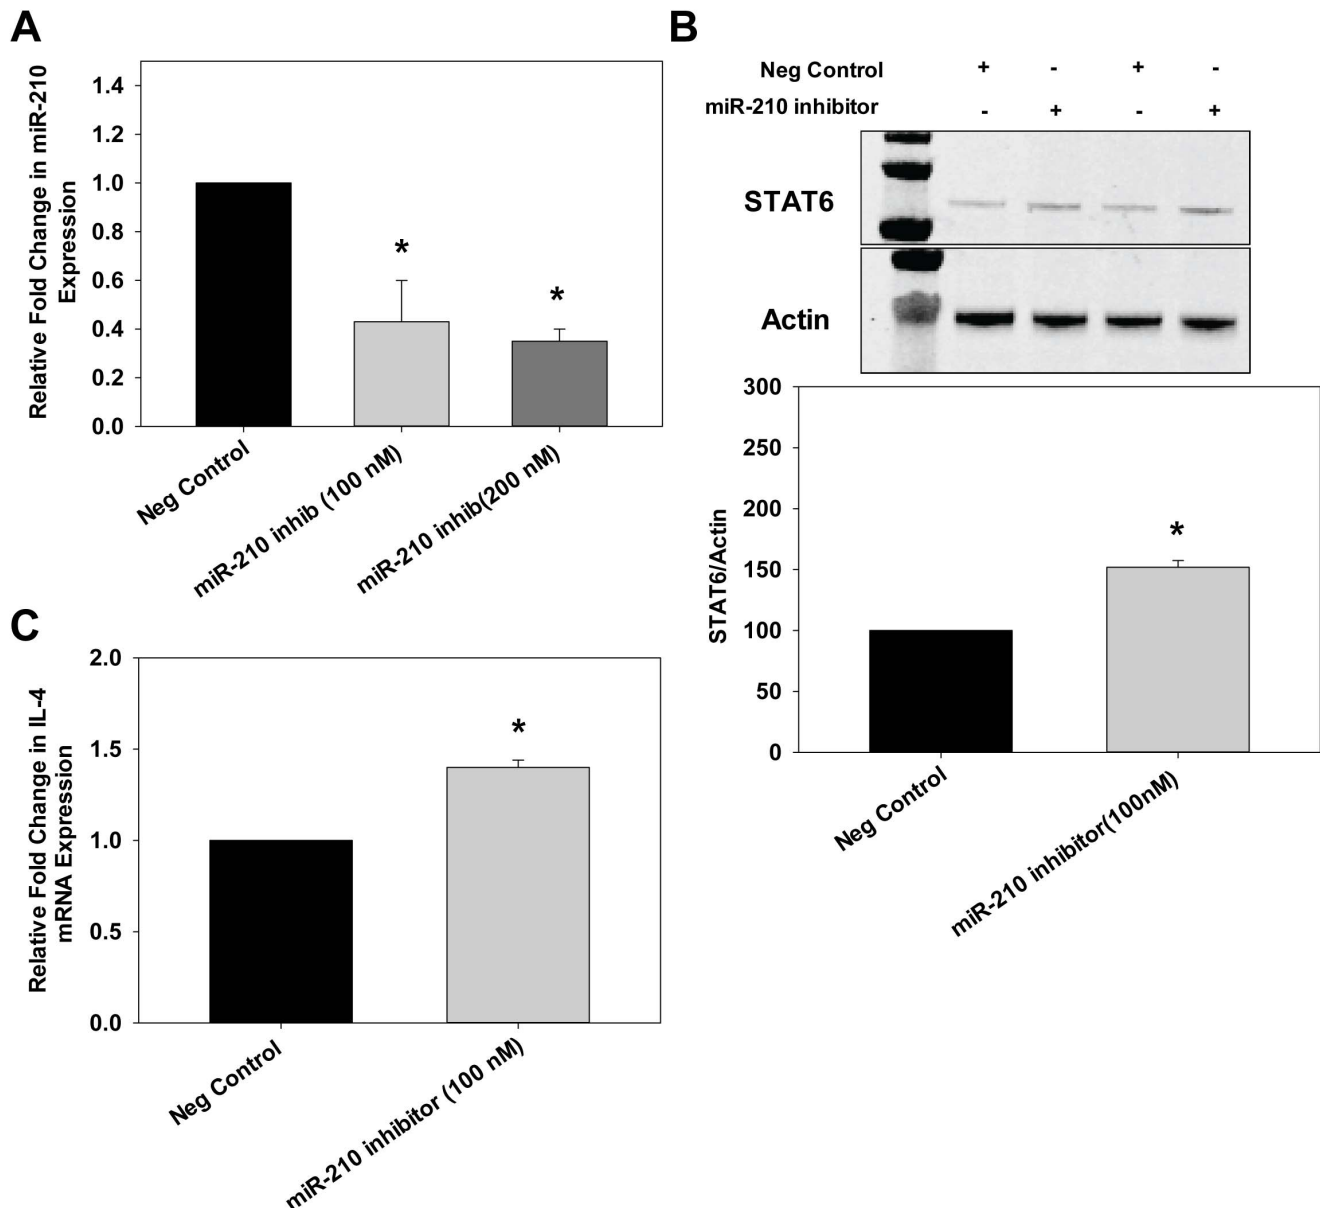 A
Relative Fold Change in miR-210
Expression
1.4
1.2
1.0
0.8
0.6
0.4
0.2
0.0
*
*
Neg Control
miR-210 inhib (100 nM)
miR-210 inhib(200 nM)
B
Neg Control + - + -
miR-210 inhibitor - + - +
STAT6
Actin
STAT6/Actin
300
250
200
150
100
50
0
*
Neg Control
miR-210 inhibitor(100nM)
C
Relative Fold Change in IL-4
mRNA Expression
2.0
1.5
1.0
0.5
0.0
*
Neg Control
miR-210 inhibitor (100 nM)